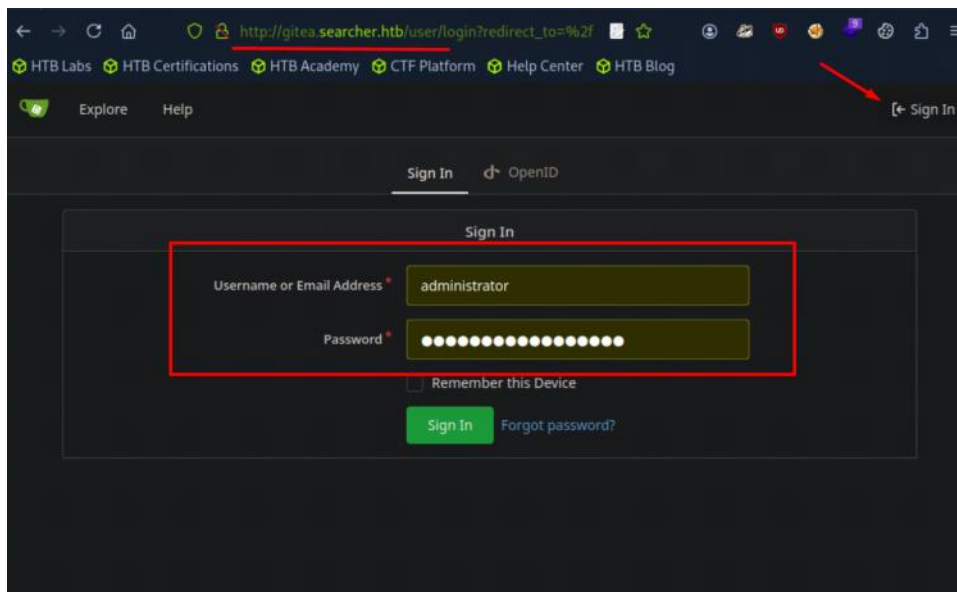 http://gitea.searcher.htb/user/login?redirect_to=%2f
9
HTB Labs HTB Certifications HTB Academy CTF Platform Help Center HTB Blog
Explore Help Sign In
Sign In OpenID
Sign In
Username or Email Address * administrator
Password * ●●●●●●●●●●●●●●●●●
Remember this Device
Sign In Forgot password?